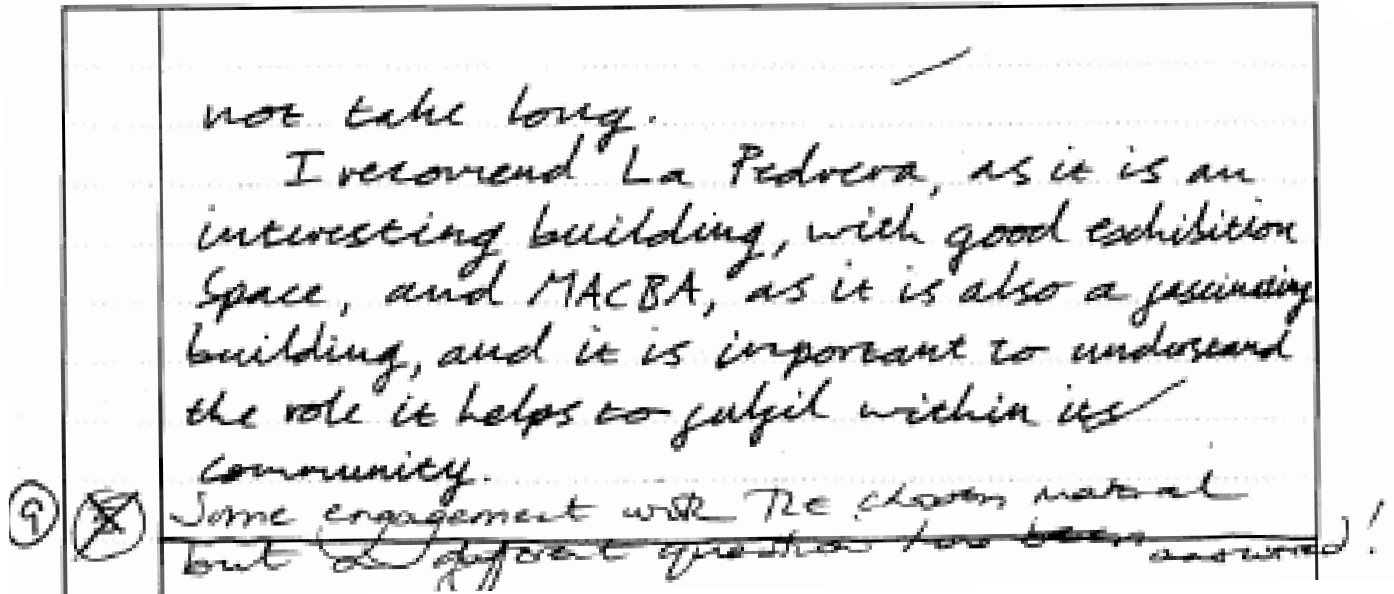 not take long.
I recomend La Pedrera, as it is an
interesting building, with good exhibition
Space, and MACBA, as it is also a fascinating
building, and it is important to understand
the role it helps to fulfil within its
community.
9 Some engagement with the chosen material
but a different question has been answered!